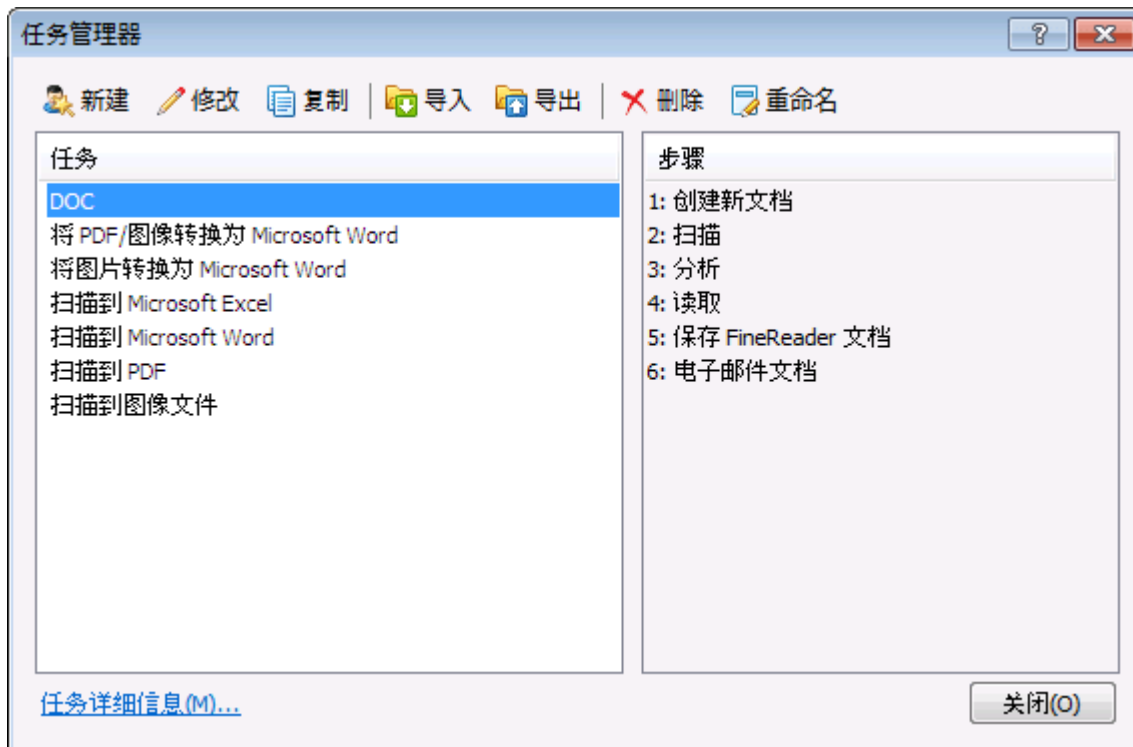 任务管理器
新建 修改 复制 导入 导出 删除 重命名
任务
DOC
将 PDF/图像转换为 Microsoft Word
将图片转换为 Microsoft Word
扫描到 Microsoft Excel
扫描到 Microsoft Word
扫描到 PDF
扫描到图像文件
步骤
1: 创建新文档
2: 扫描
3: 分析
4: 读取
5: 保存 FineReader 文档
6: 电子邮件文档
任务详细信息(M)...
关闭(O)